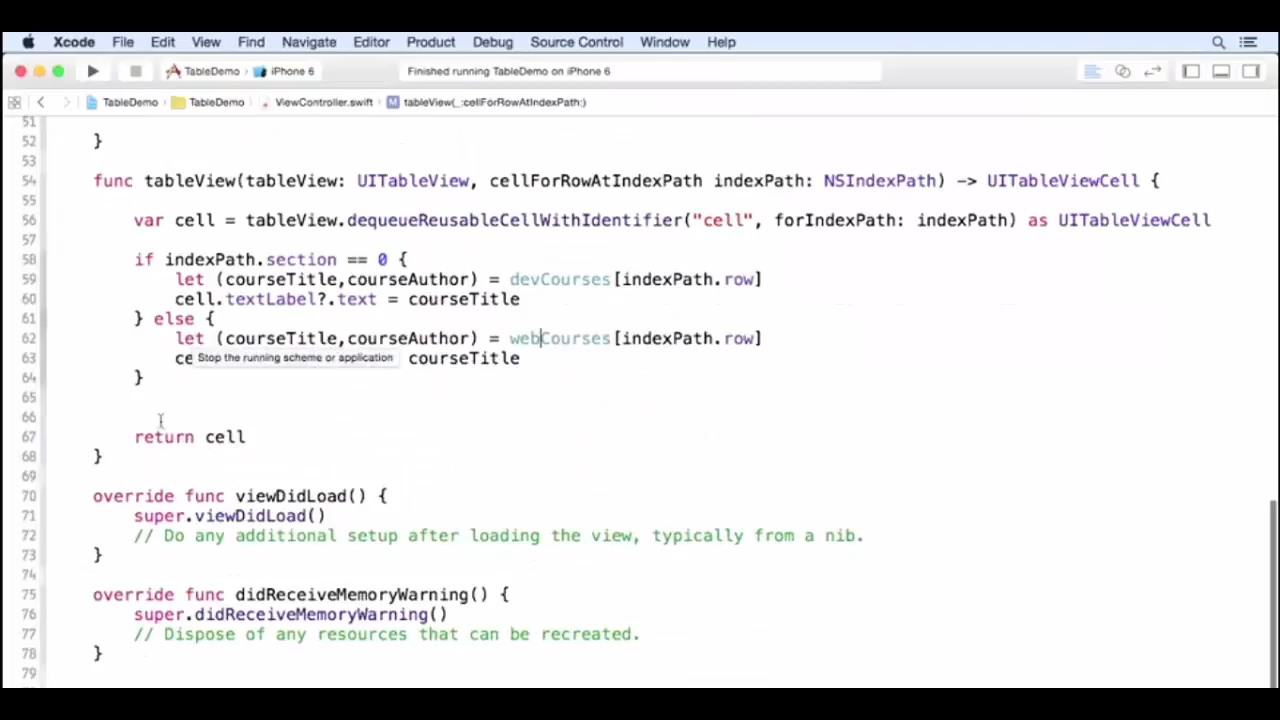 Xcode File Edit View Find Navigate Editor Product Debug Source Control Window Help
TableDemo › iPhone 6 Finished running TableDemo on iPhone 6
TableDemo › TableDemo › ViewController.swift › M tableView(_:cellForRowAtIndexPath:)
51
52 }
53
54 func tableView(tableView: UITableView, cellForRowAtIndexPath indexPath: NSIndexPath) -> UITableViewCell {
55
56 var cell = tableView.dequeueReusableCellWithIdentifier("cell", forIndexPath: indexPath) as UITableViewCell
57
58 if indexPath.section == 0 {
59 let (courseTitle,courseAuthor) = devCourses[indexPath.row]
60 cell.textLabel?.text = courseTitle
61 } else {
62 let (courseTitle,courseAuthor) = webCourses[indexPath.row]
63 ce Stop the running scheme or application courseTitle
64 }
65
66
67 return cell
68 }
69
70 override func viewDidLoad() {
71 super.viewDidLoad()
72 // Do any additional setup after loading the view, typically from a nib.
73 }
74
75 override func didReceiveMemoryWarning() {
76 super.didReceiveMemoryWarning()
77 // Dispose of any resources that can be recreated.
78 }
79